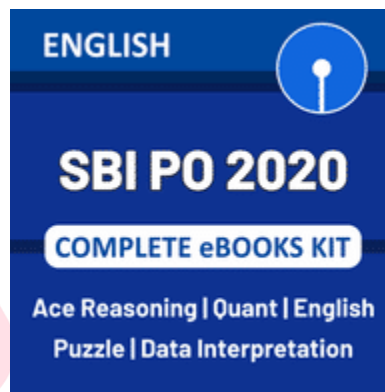 ENGLISH
SBI PO 2020
COMPLETE eBOOKS KIT
Ace Reasoning | Quant | English
Puzzle | Data Interpretation